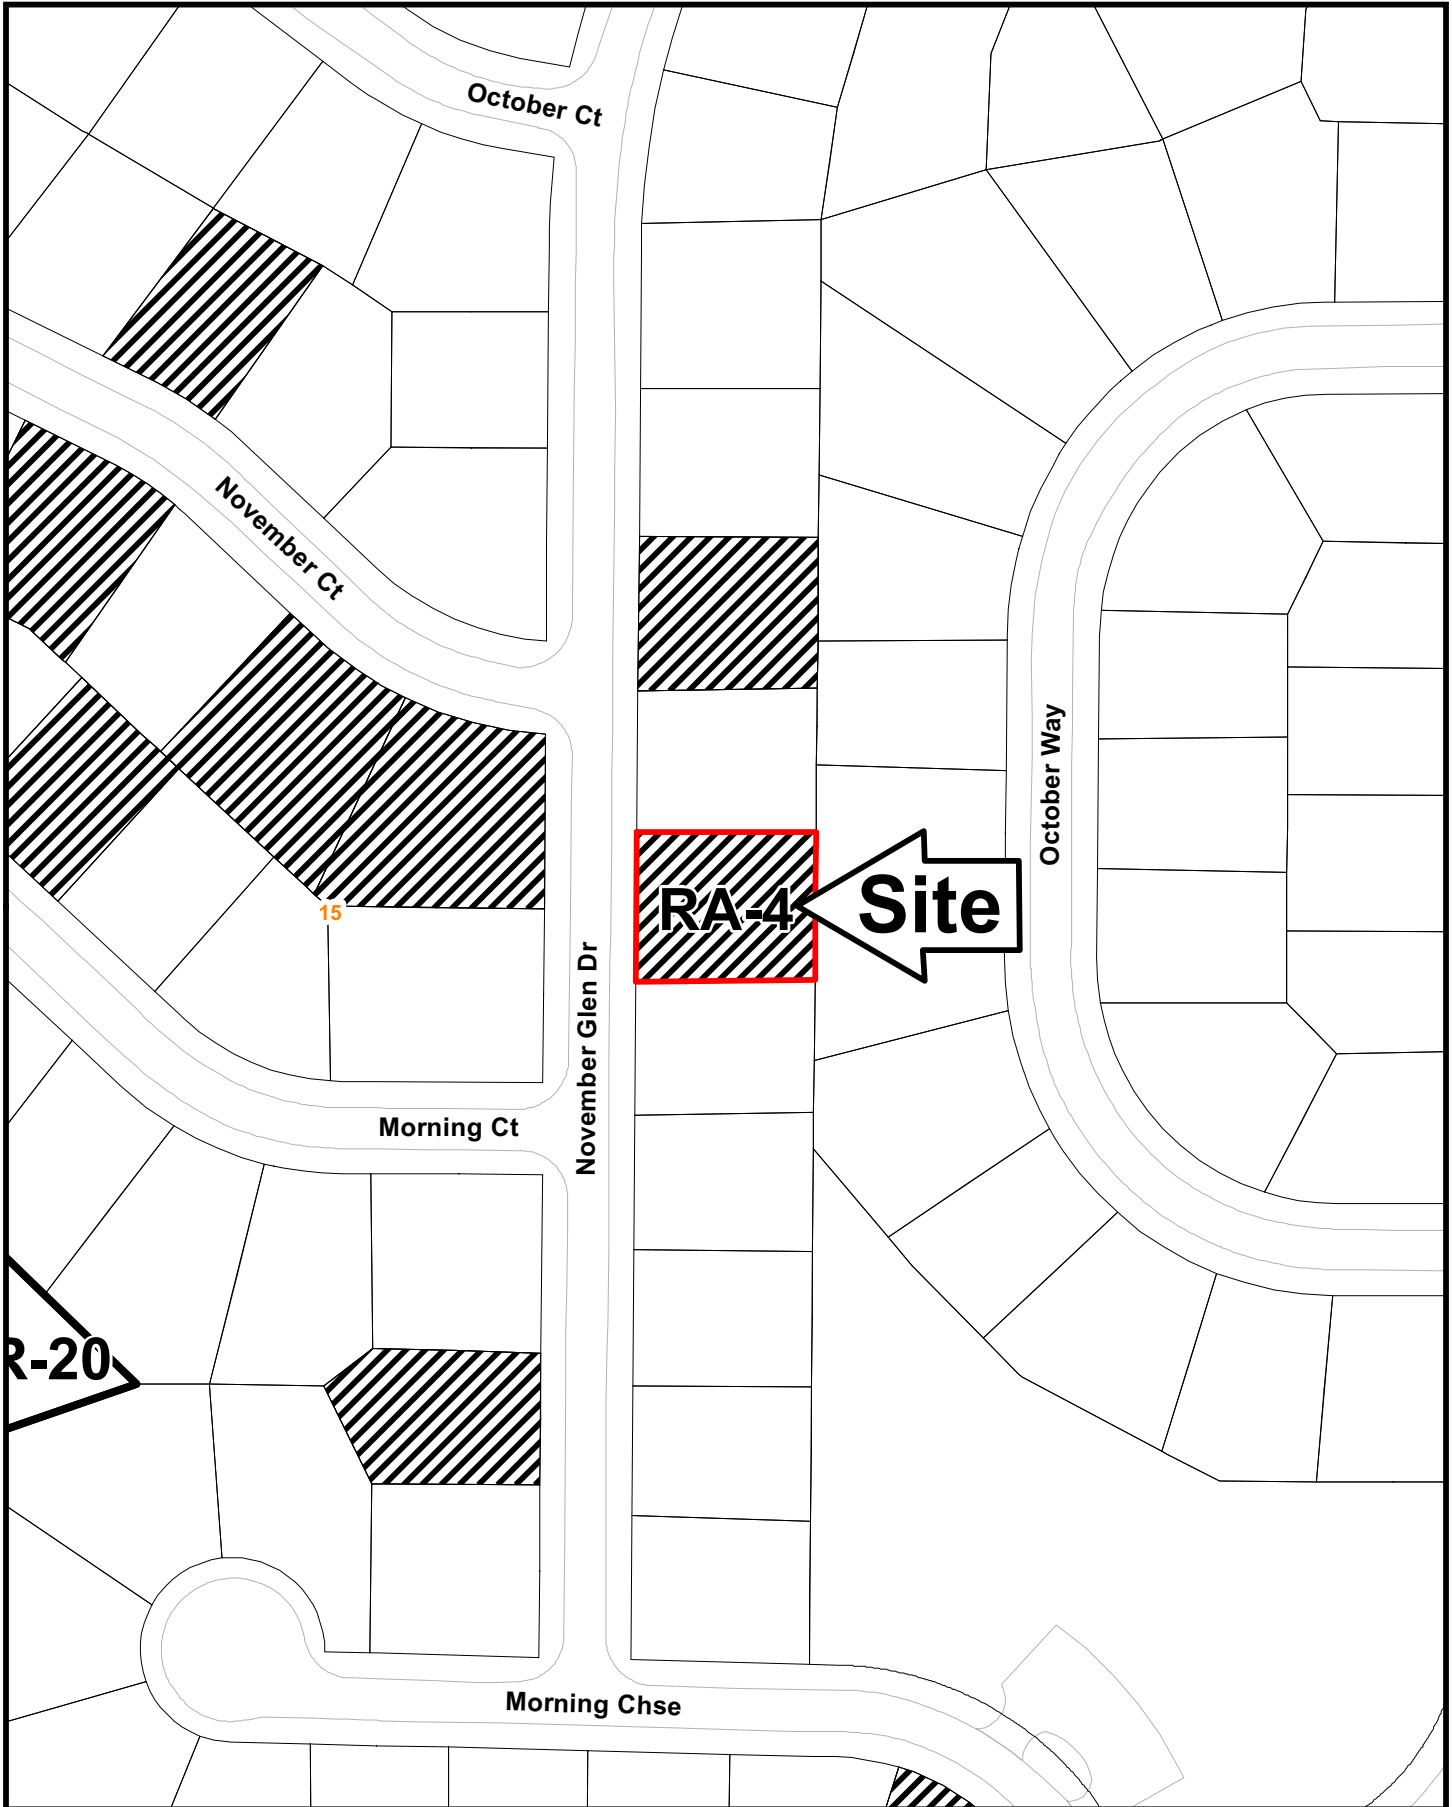 October Ct
November Ct
October Way
RA-4
Site
15
November Glen Dr
Morning Ct
R-20
Morning Chse